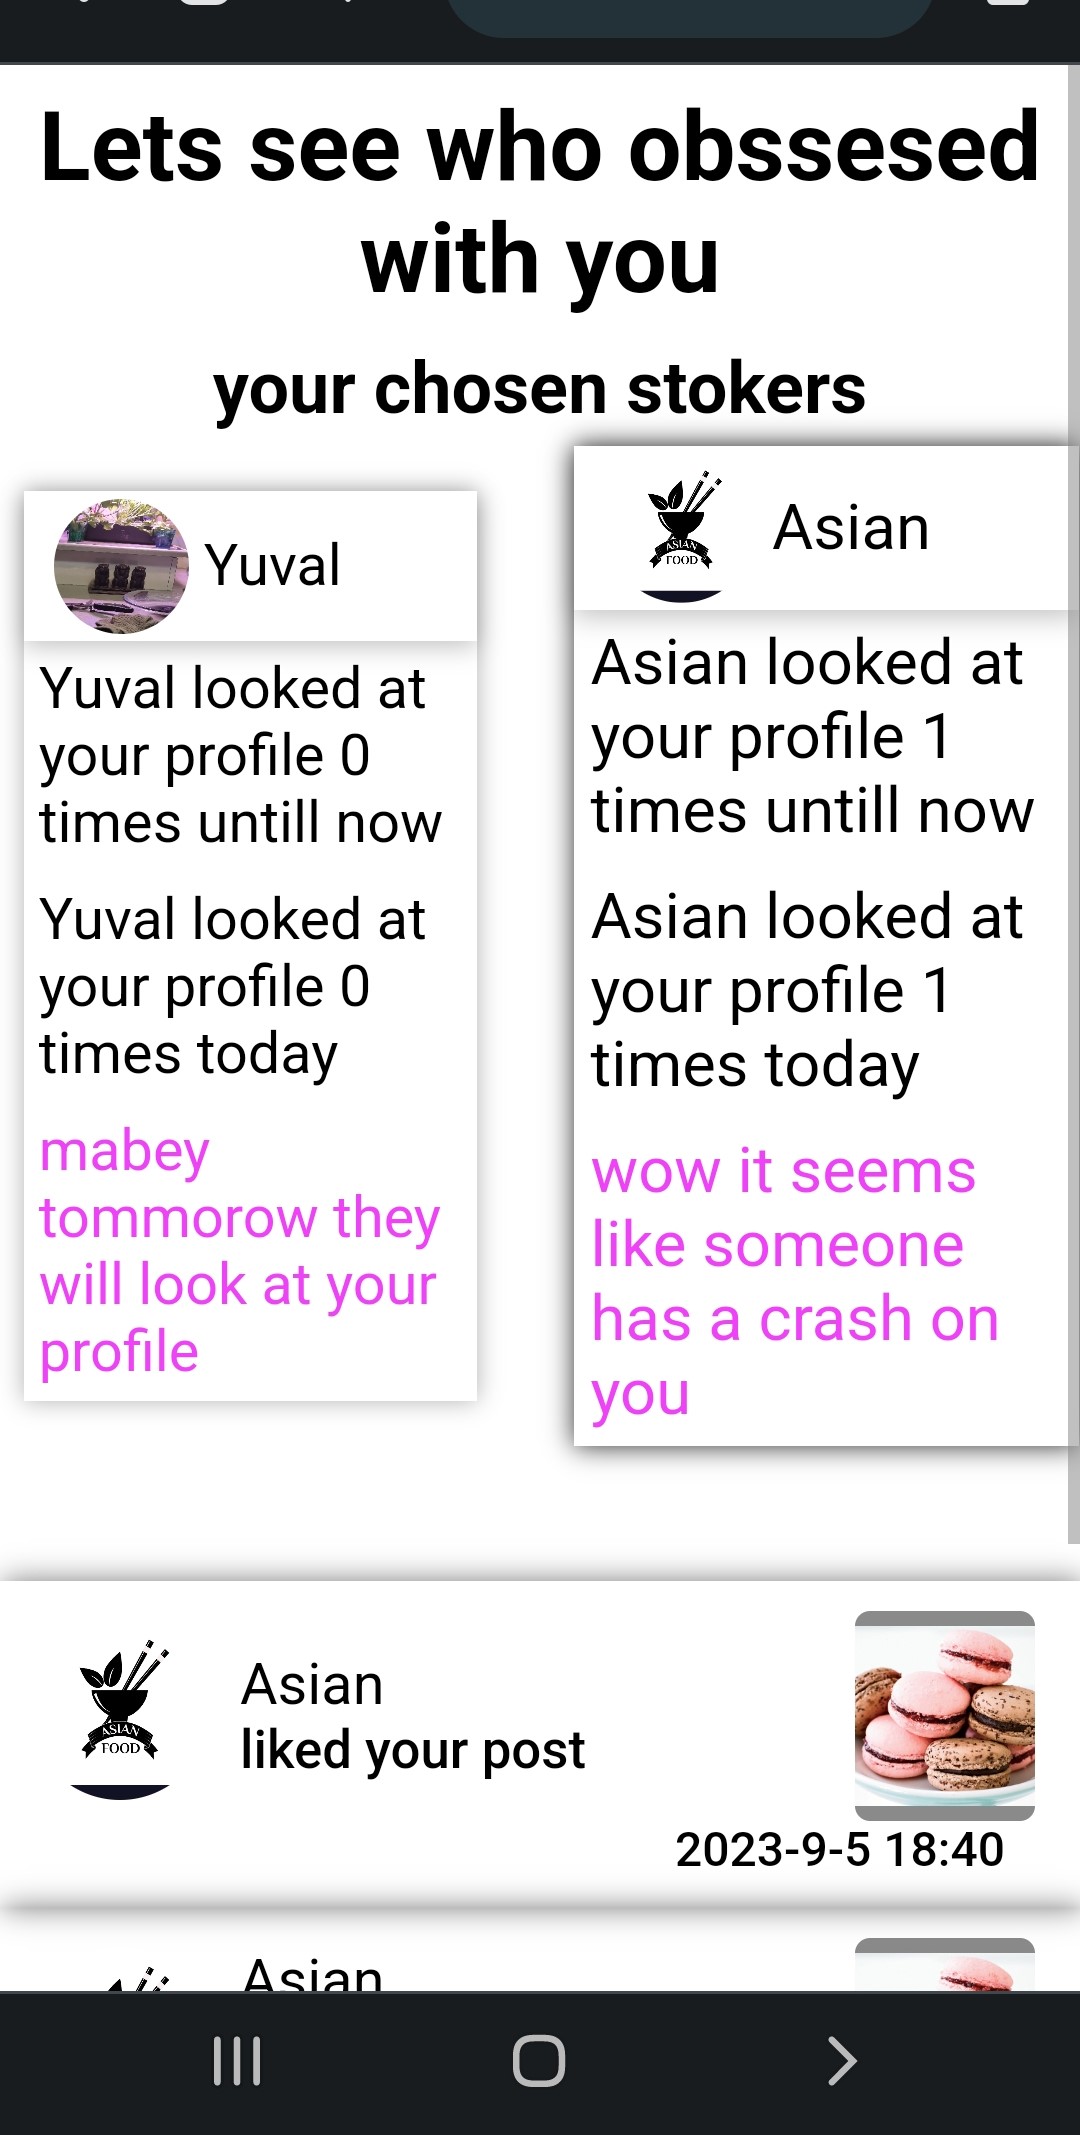 Lets see who obssesed
with you
your chosen stokers
Yuval
Yuval looked at
your profile 0
times untill now
Yuval looked at
your profile 0
times today
mabey
tommorow they
will look at your
profile
ASIAN
FOOD
Asian
Asian looked at
your profile 1
times untill now
Asian looked at
your profile 1
times today
wow it seems
like someone
has a crash on
you
ASIAN
FOOD
Asian
liked your post
2023-9-5 18:40
Asian